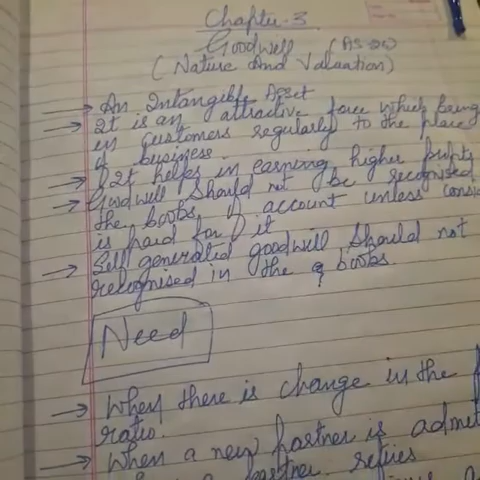 Chapter-3
Goodwill (AS-26)
(Nature And Valuation)
→ An Intangible Asset
→ It is an attractive force which bring
in customers regularly to the place
of business.
→ It helps in earning higher profits
→ Goodwill Should not be recognised
the books of account unless consi
is paid for it
→ Self generated goodwill Should not
recognised in the books.
Need
→ When there is change in the
ratio.
→ When a new partner is admit
partner retires